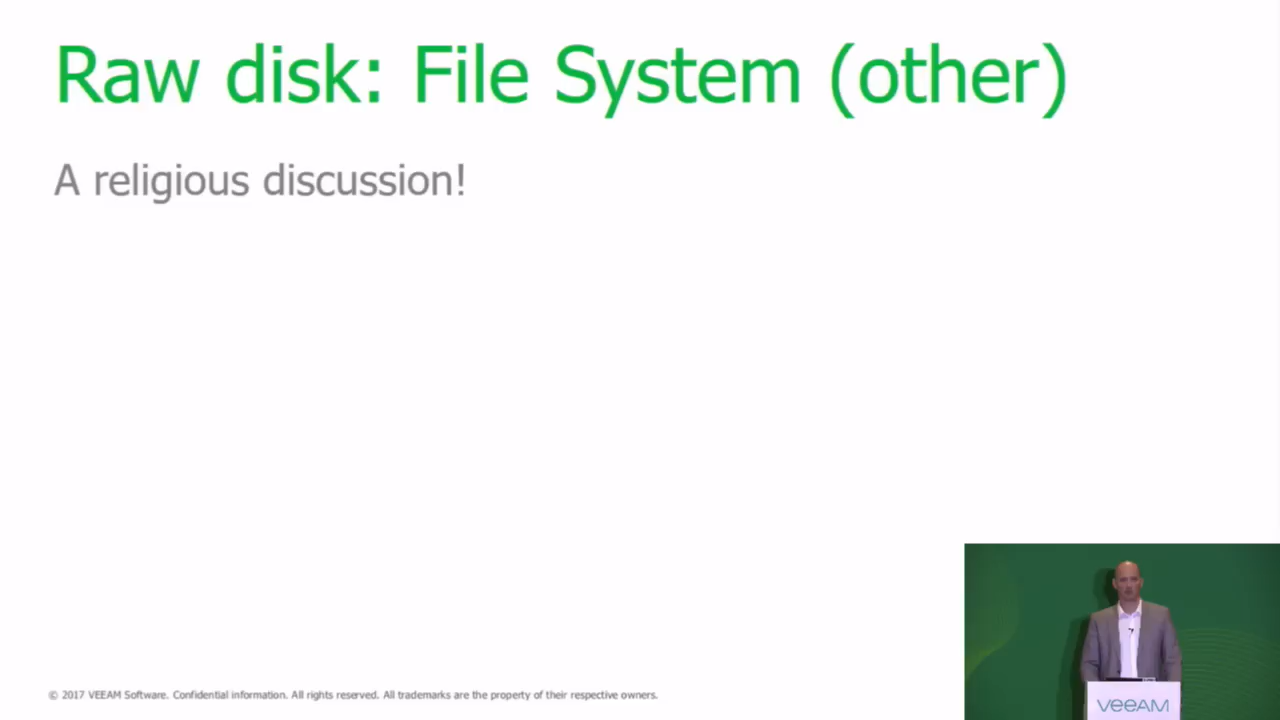 Raw disk: File System (other)
A religious discussion!
© 2017 VEEAM Software. Confidential information. All rights reserved. All trademarks are the property of their respective owners.
veeAM